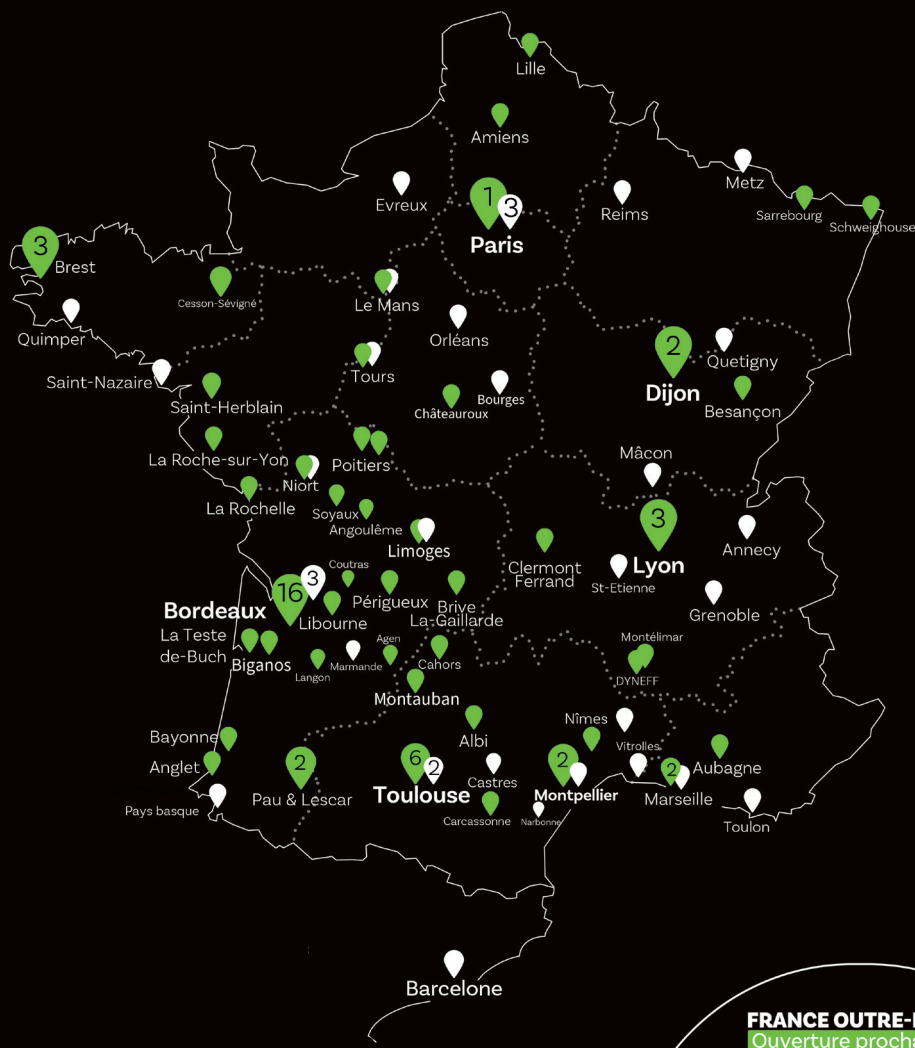 Lille
Amiens
Metz
Evreux
1
3
Reims
Sarrebourg
Schweighouse
Paris
3
Brest
Cesson-Sévigné
Le Mans
Quimper
Orléans
2
Quetigny
Saint-Nazaire
Tours
Bourges
Dijon
Besançon
Saint-Herblain
Châteauroux
La Roche-sur-Yon
Poitiers
Mâcon
Niort
La Rochelle
Soyaux
Angoulême
3
Limoges
Annecy
Clermont
Ferrand
Lyon
St-Etienne
Coutras
16
3
Bordeaux
Libourne
Périgueux
Brive
La-Gaillarde
Grenoble
La Teste
de-Buch
Biganos
Langon
Marmande
Agen
Cahors
Montélimar
DYNEFF
Montauban
Nîmes
Bayonne
Albi
Vitrolles
Anglet
2
6
2
2
2
Aubagne
Pau & Lescar
Toulouse
Castres
Montpellier
Marseille
Pays basque
Carcassonne
Narbonne
Toulon
Barcelone
FRANCE OUTRE-
Ouverture procha